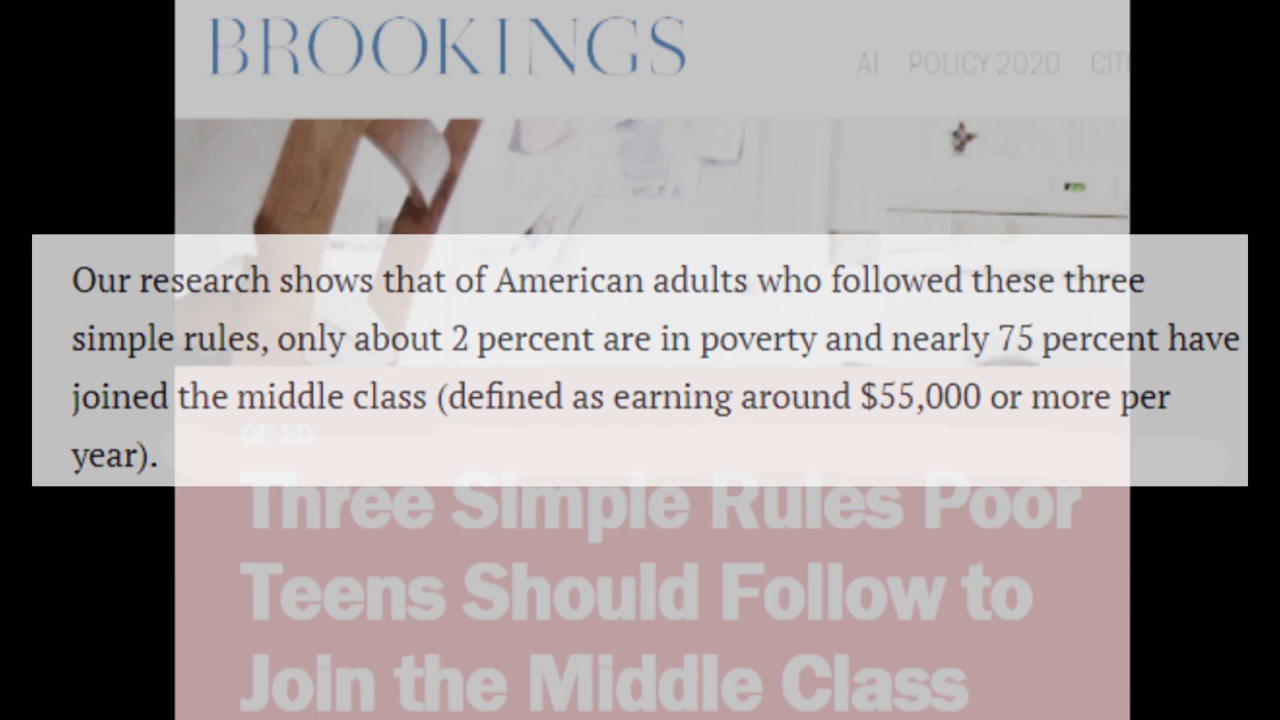 BROOKINGS
AI POLICY 2020
Our research shows that of American adults who followed these three
simple rules, only about 2 percent are in poverty and nearly 75 percent have
joined the middle class (defined as earning around $55,000 or more per
year).
OP-ED
Three Simple Rules Poor
Teens Should Follow to
Join the Middle Class